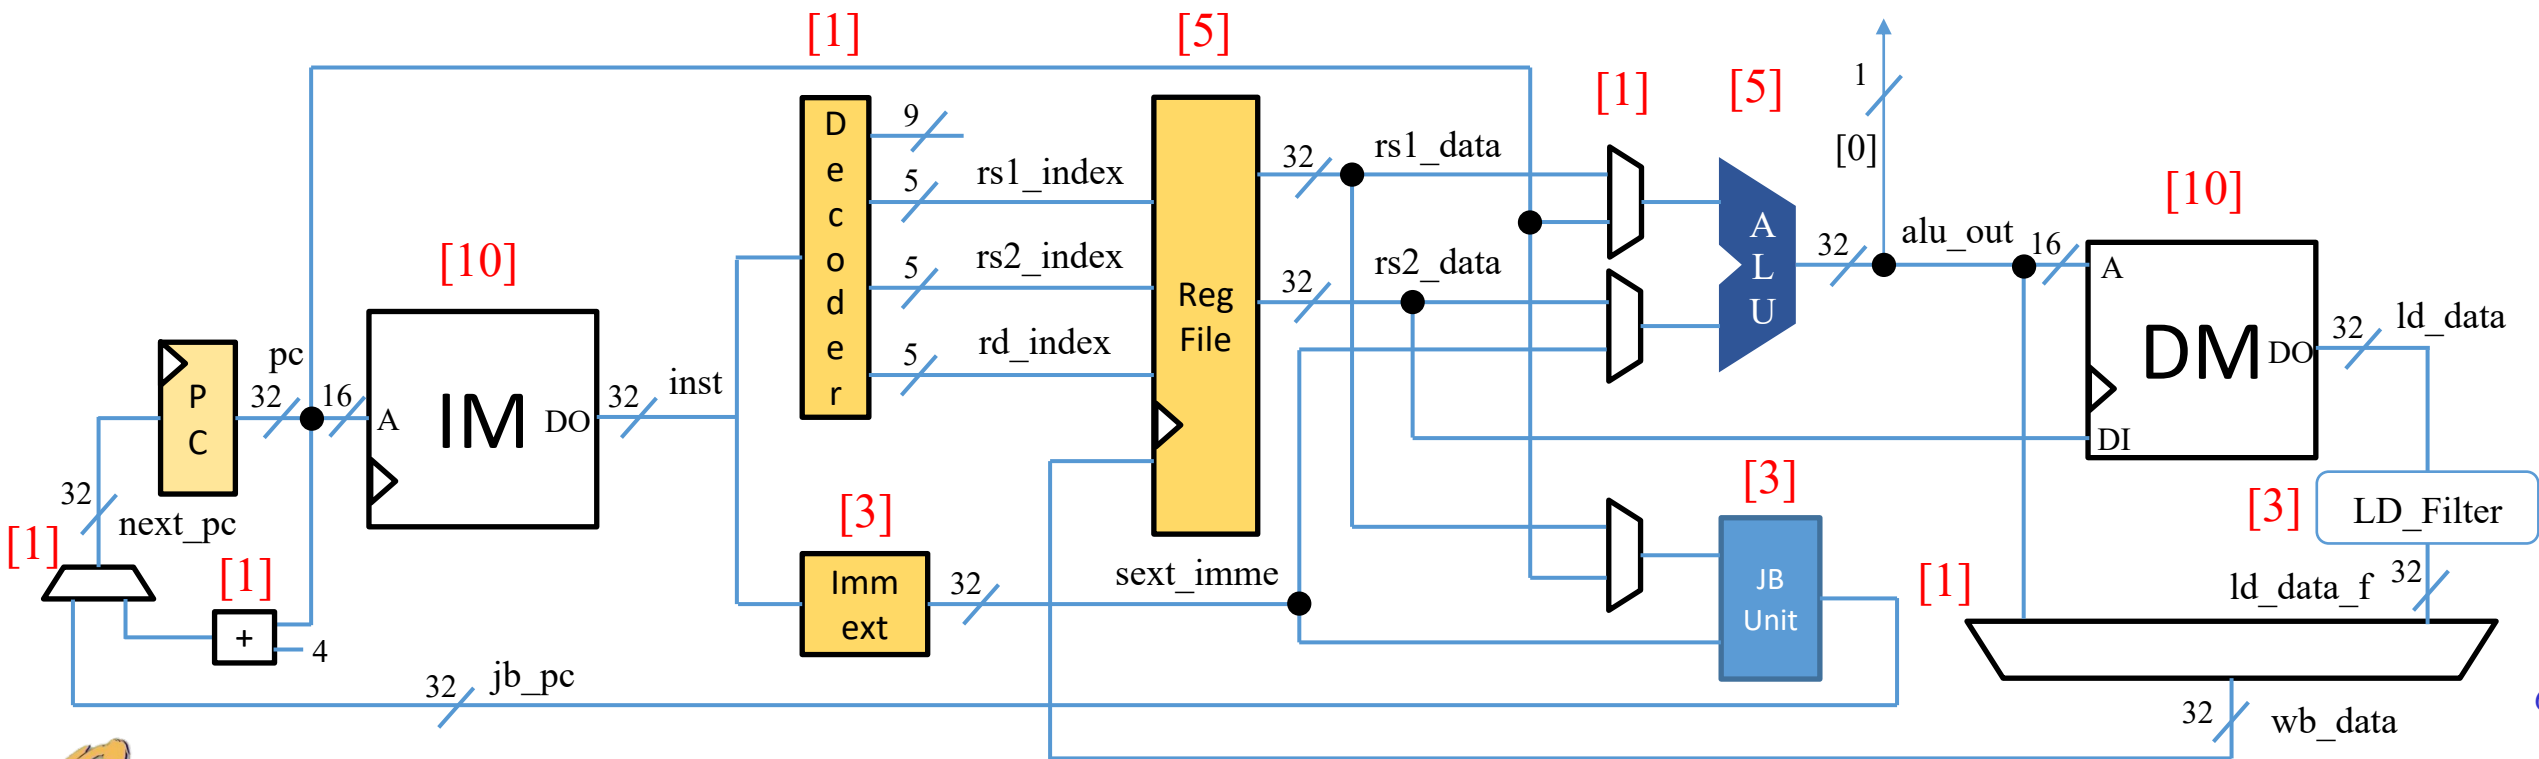 [1]
[5]
[1]
[5]
1
[0]
[10]
[10]
Decoder
9
5
rs1_index
5
rs2_index
5
rd_index
Reg
File
32
rs1_data
32
rs2_data
ALU
32
alu_out
16
A
DM
DO
DI
32
ld_data
pc
32
16
PC
A
IM
DO
32
inst
32
next_pc
[1]
[1]
+
4
[3]
Imm
ext
32
sext_imme
[3]
JB
Unit
[3]
LD_Filter
32
ld_data_f
[1]
32
jb_pc
32
wb_data